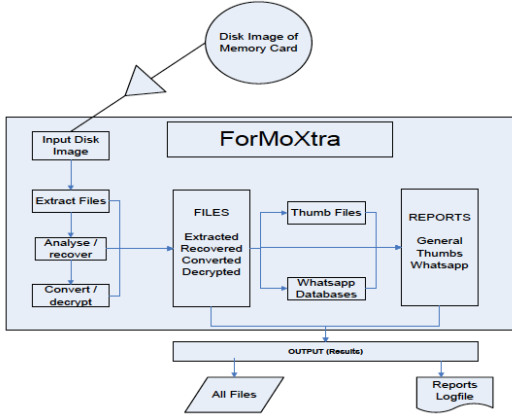 Disk Image of
Memory Card
ForMoXtra
Input Disk
Image
Extract Files
Analyse /
recover
Convert /
decrypt
FILES
Extracted
Recovered
Converted
Decrypted
Thumb Files
Whatsapp
Databases
REPORTS
General
Thumbs
Whatsapp
OUTPUT (Results)
All Files
Reports
Logfile